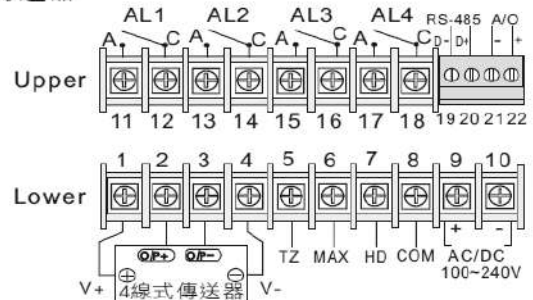 AL1 AL2 AL3 AL4 RS-485 A/O
A C A C A C A C D- D+ - +
Upper
11 12 13 14 15 16 17 18 19 20 21 22
1 2 3 4 5 6 7 8 9 10
Lower
+ -
O/P+ O/P- TZ MAX HD COM AC/DC
100~240V
V+ 4線式傳送器 V-